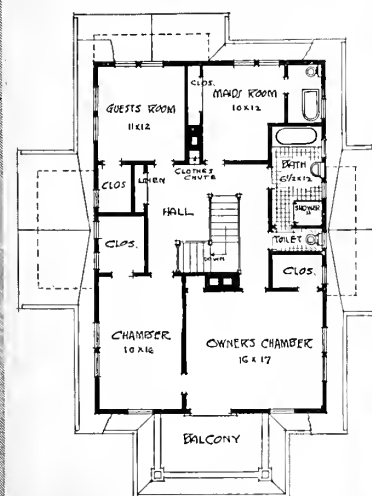 CLOS.
GUESTS ROOM
11X12
MAIDS ROOM
10X12
CLOS
LINEN
CLOTHES
CHUTE
BATH
6½X12
HALL
SHOWER
CLOS.
TOILET
DOWN
CLOS.
CHAMBER
10X16
OWNER'S CHAMBER
16X17
BALCONY